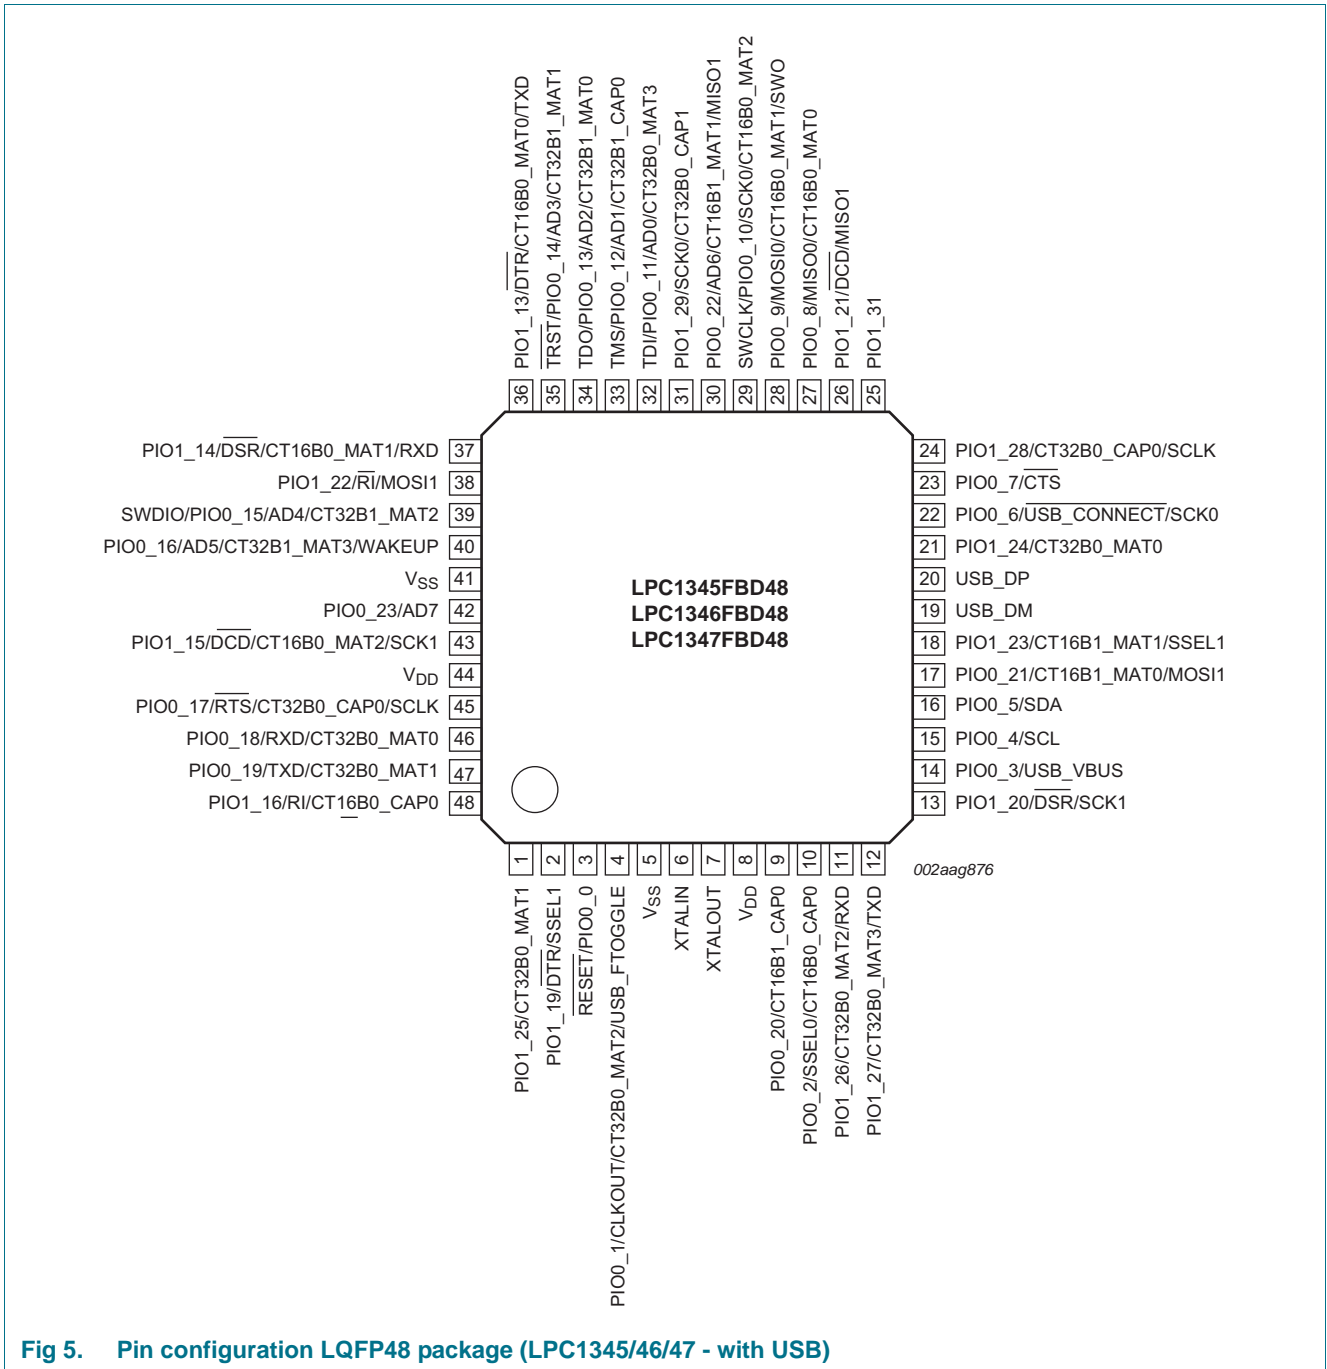 PIO1_13/DTR/CT16B0_MAT0/TXD
TRST/PIO0_14/AD3/CT32B1_MAT1
TDO/PIO0_13/AD2/CT32B1_MAT0
TMS/PIO0_12/AD1/CT32B1_CAP0
TDI/PIO0_11/AD0/CT32B0_MAT3
PIO1_29/SCK0/CT32B0_CAP1
PIO0_22/AD6/CT16B1_MAT1/MISO1
SWCLK/PIO0_10/SCK0/CT16B0_MAT2
PIO0_9/MOSI0/CT16B0_MAT1/SWO
PIO0_8/MISO0/CT16B0_MAT0
PIO1_21/DCD/MISO1
PIO1_31
36 35 34 33 32 31 30 29 28 27 26 25
PIO1_14/DSR/CT16B0_MAT1/RXD 37
PIO1_22/RI/MOSI1 38
SWDIO/PIO0_15/AD4/CT32B1_MAT2 39
PIO0_16/AD5/CT32B1_MAT3/WAKEUP 40
VSS 41
PIO0_23/AD7 42
PIO1_15/DCD/CT16B0_MAT2/SCK1 43
VDD 44
PIO0_17/RTS/CT32B0_CAP0/SCLK 45
PIO0_18/RXD/CT32B0_MAT0 46
PIO0_19/TXD/CT32B0_MAT1 47
PIO1_16/RI/CT16B0_CAP0 48
LPC1345FBD48
LPC1346FBD48
LPC1347FBD48
24 PIO1_28/CT32B0_CAP0/SCLK
23 PIO0_7/CTS
22 PIO0_6/USB_CONNECT/SCK0
21 PIO1_24/CT32B0_MAT0
20 USB_DP
19 USB_DM
18 PIO1_23/CT16B1_MAT1/SSEL1
17 PIO0_21/CT16B1_MAT0/MOSI1
16 PIO0_5/SDA
15 PIO0_4/SCL
14 PIO0_3/USB_VBUS
13 PIO1_20/DSR/SCK1
1 2 3 4 5 6 7 8 9 10 11 12
PIO1_25/CT32B0_MAT1
PIO1_19/DTR/SSEL1
RESET/PIO0_0
PIO0_1/CLKOUT/CT32B0_MAT2/USB_FTOGGLE
VSS
XTALIN
XTALOUT
VDD
PIO0_20/CT16B1_CAP0
PIO0_2/SSEL0/CT16B0_CAP0
PIO1_26/CT32B0_MAT2/RXD
PIO1_27/CT32B0_MAT3/TXD
002aag876
Fig 5. Pin configuration LQFP48 package (LPC1345/46/47 - with USB)